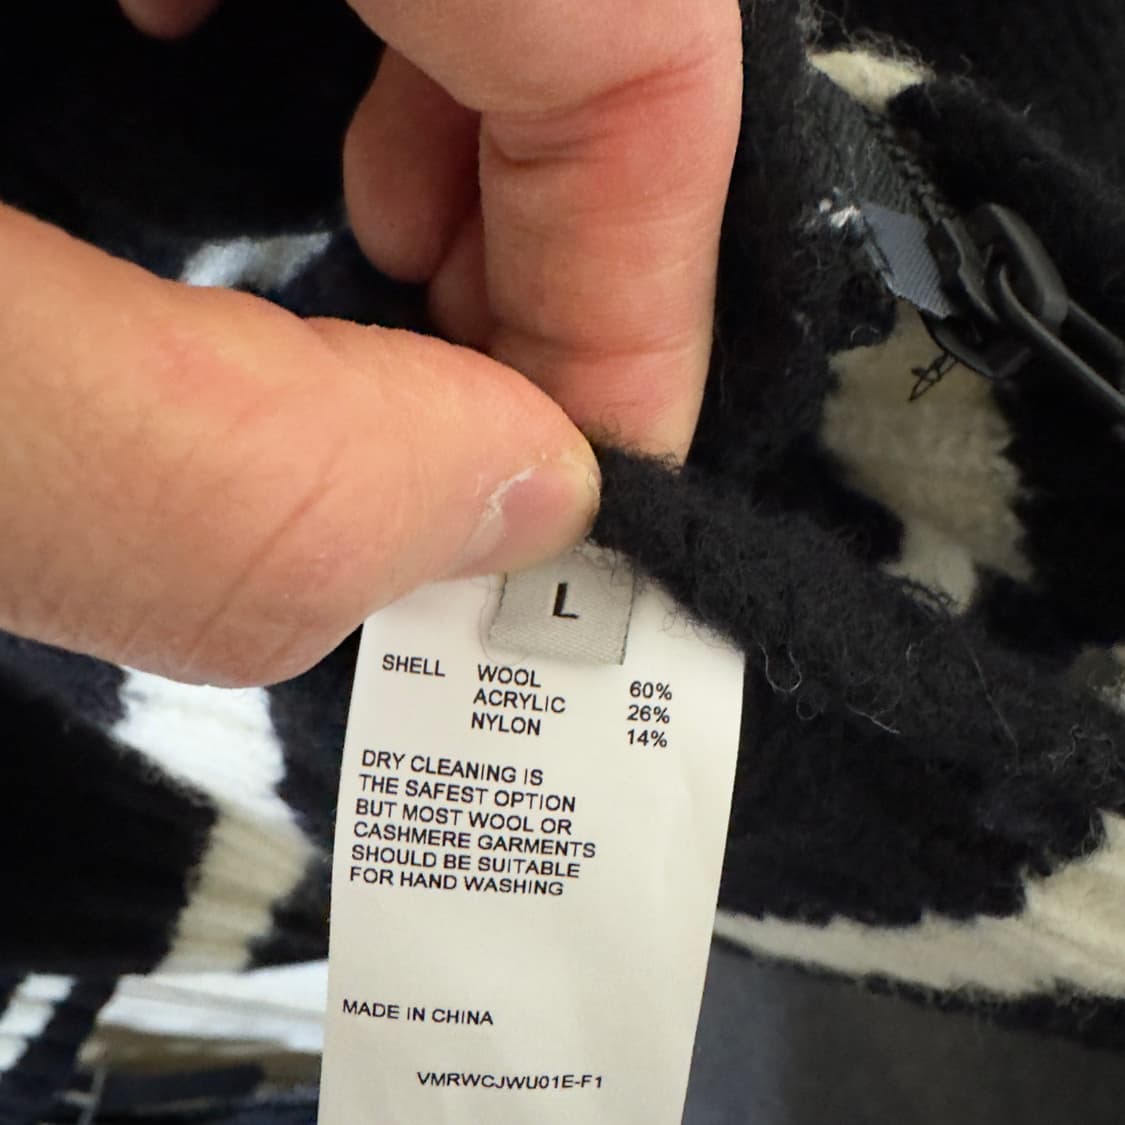 L
SHELL WOOL 60%
ACRYLIC 26%
NYLON 14%
DRY CLEANING IS
THE SAFEST OPTION
BUT MOST WOOL OR
CASHMERE GARMENTS
SHOULD BE SUITABLE
FOR HAND WASHING
MADE IN CHINA
VMRWCJWU01E-F1